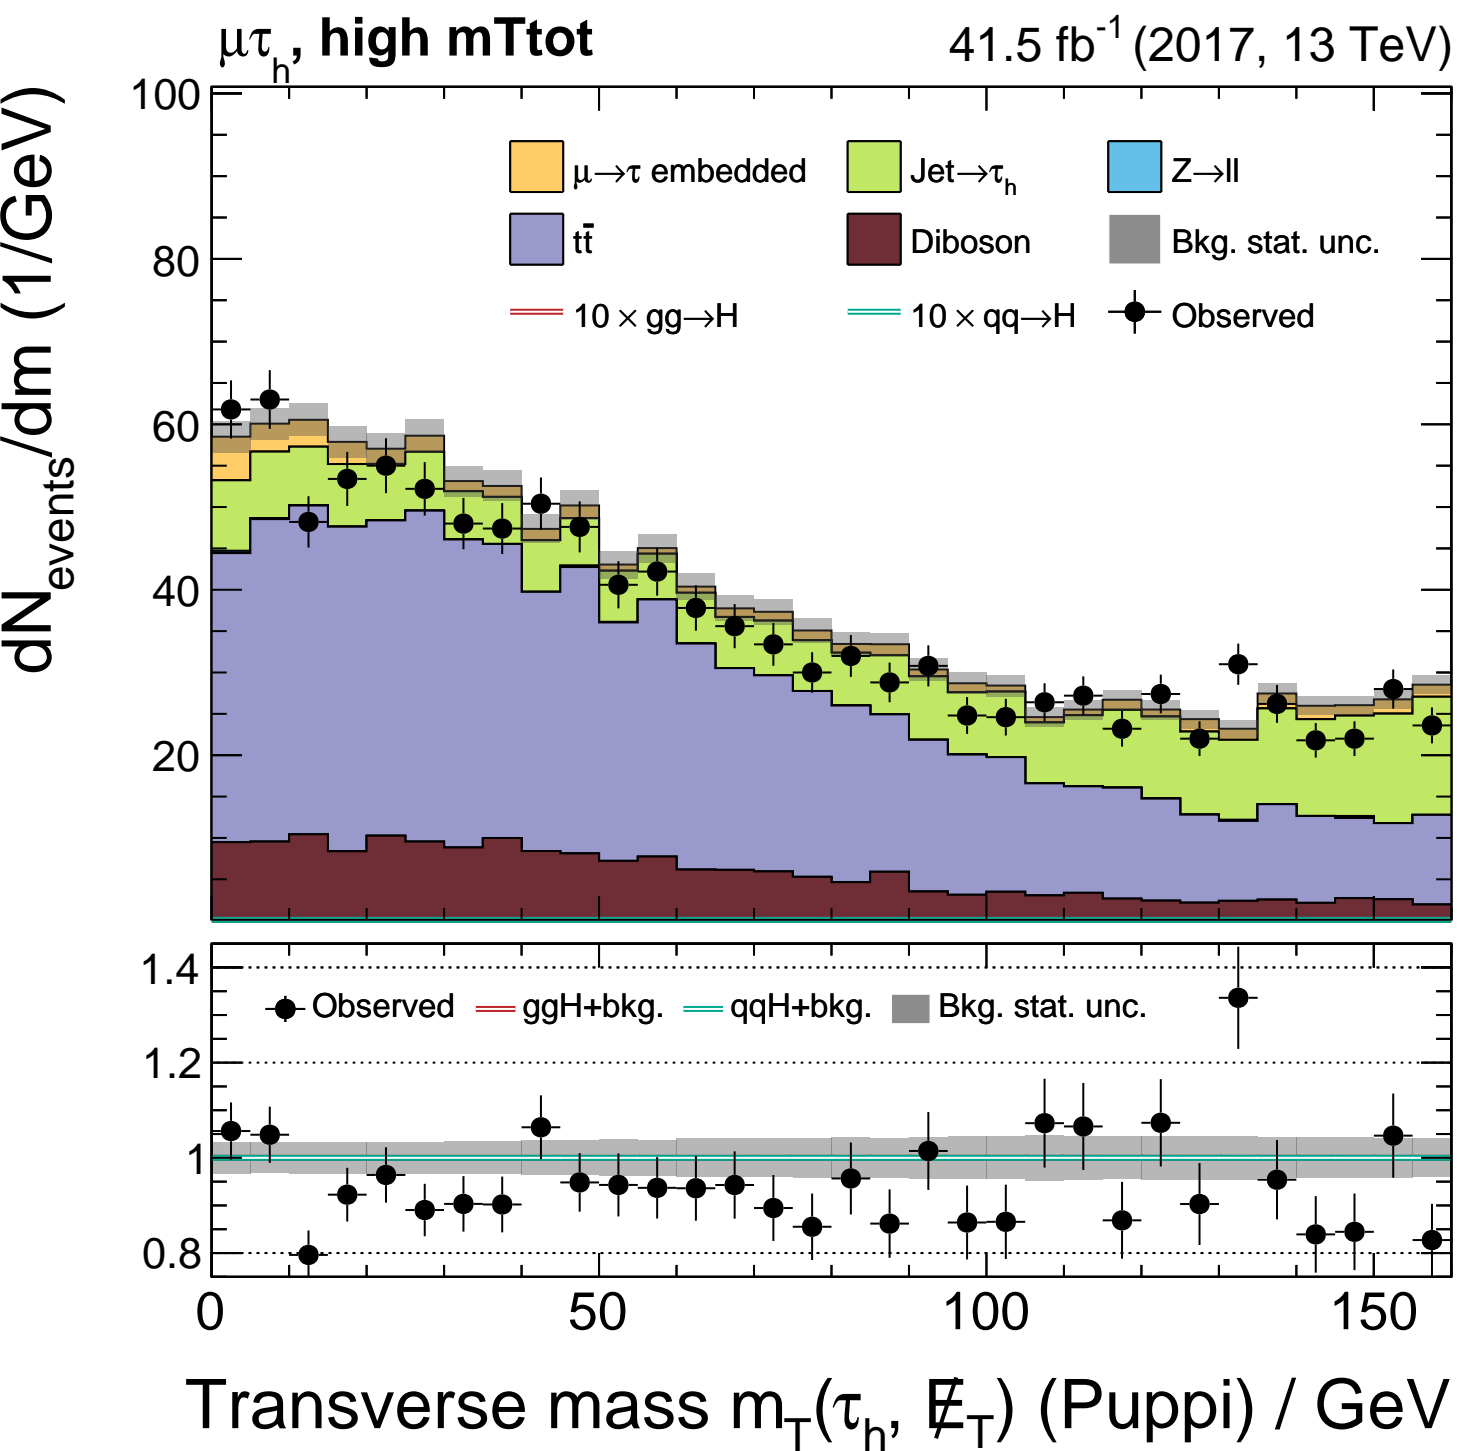 μτh, high mTtot 41.5 fb-1 (2017, 13 TeV)
dNevents/dm (1/GeV)
100
80
60
40
20
μ→τ embedded Jet→τh Z→ll
tt̄ Diboson Bkg. stat. unc.
10 × gg→H 10 × qq→H Observed
1.4
1.2
1
0.8
Observed ggH+bkg. qqH+bkg. Bkg. stat. unc.
0 50 100 150
Transverse mass mT(τh, E̸T) (Puppi) / GeV